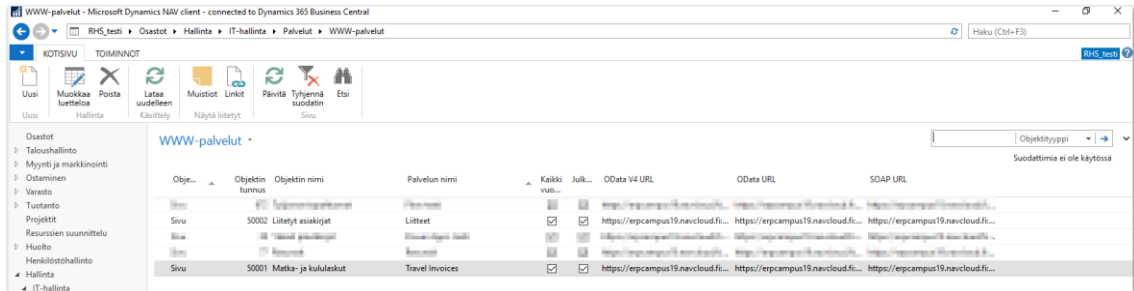 WWW-palvelut - Microsoft Dynamics NAV client - connected to Dynamics 365 Business Central
RHS_testi ▸ Osastot ▸ Hallinta ▸ IT-hallinta ▸ Palvelut ▸ WWW-palvelut
Haku (Ctrl+F3)
KOTISIVU TOIMINNOT
RHS_testi
Uusi Muokkaa luetteloa Poista Lataa uudelleen Muistiot Linkit Päivitä Tyhjennä suodatin Etsi
Uusi Hallinta Käsittely Näytä liitetyt Sivu
Osastot
Taloushallinto
Myynti ja markkinointi
Ostaminen
Varasto
Tuotanto
Projektit
Resurssien suunnittelu
Huolto
Henkilöstöhallinto
Hallinta
IT-hallinta
WWW-palvelut
Objektityyppi
Suodattimia ei ole käytössä
Obje... Objektin tunnus Objektin nimi Palvelun nimi Kaikki vuo... Julk... OData V4 URL OData URL SOAP URL
Sivu 50002 Liitetyt asiakirjat Liitteet https://erpcampus19.navcloud.fi:... https://erpcampus19.navcloud.fi:... https://erpcampus19.navcloud.fi:...
Sivu 50001 Matka- ja kululaskut Travel Invoices https://erpcampus19.navcloud.fi:... https://erpcampus19.navcloud.fi:... https://erpcampus19.navcloud.fi:...